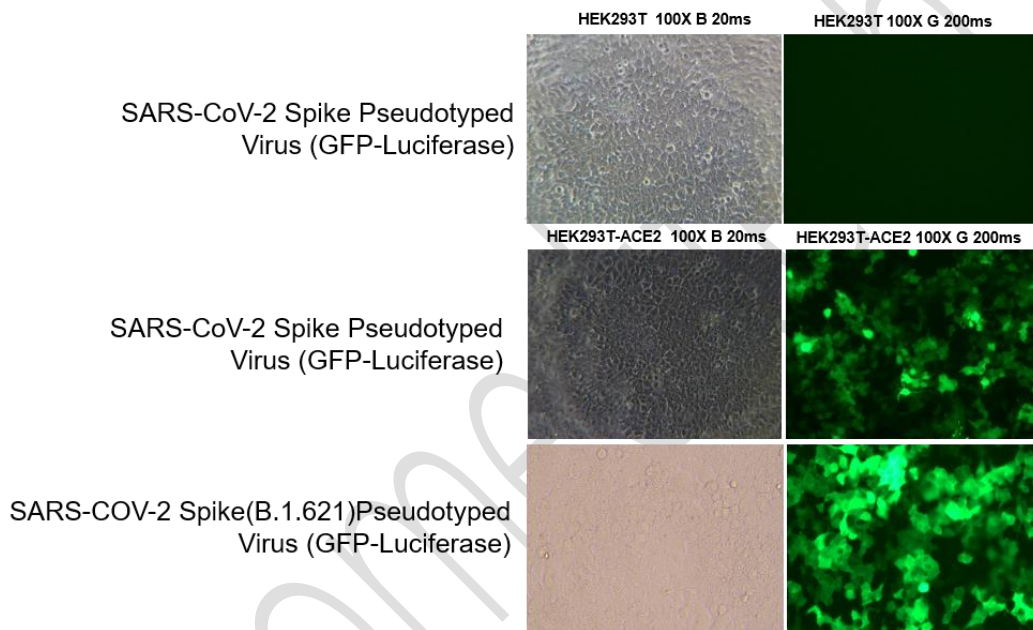 HEK293T 100X B 20ms
HEK293T 100X G 200ms
SARS-CoV-2 Spike Pseudotyped
Virus (GFP-Luciferase)
HEK293T-ACE2 100X B 20ms
HEK293T-ACE2 100X G 200ms
SARS-CoV-2 Spike Pseudotyped
Virus (GFP-Luciferase)
SARS-COV-2 Spike(B.1.621)Pseudotyped
Virus (GFP-Luciferase)